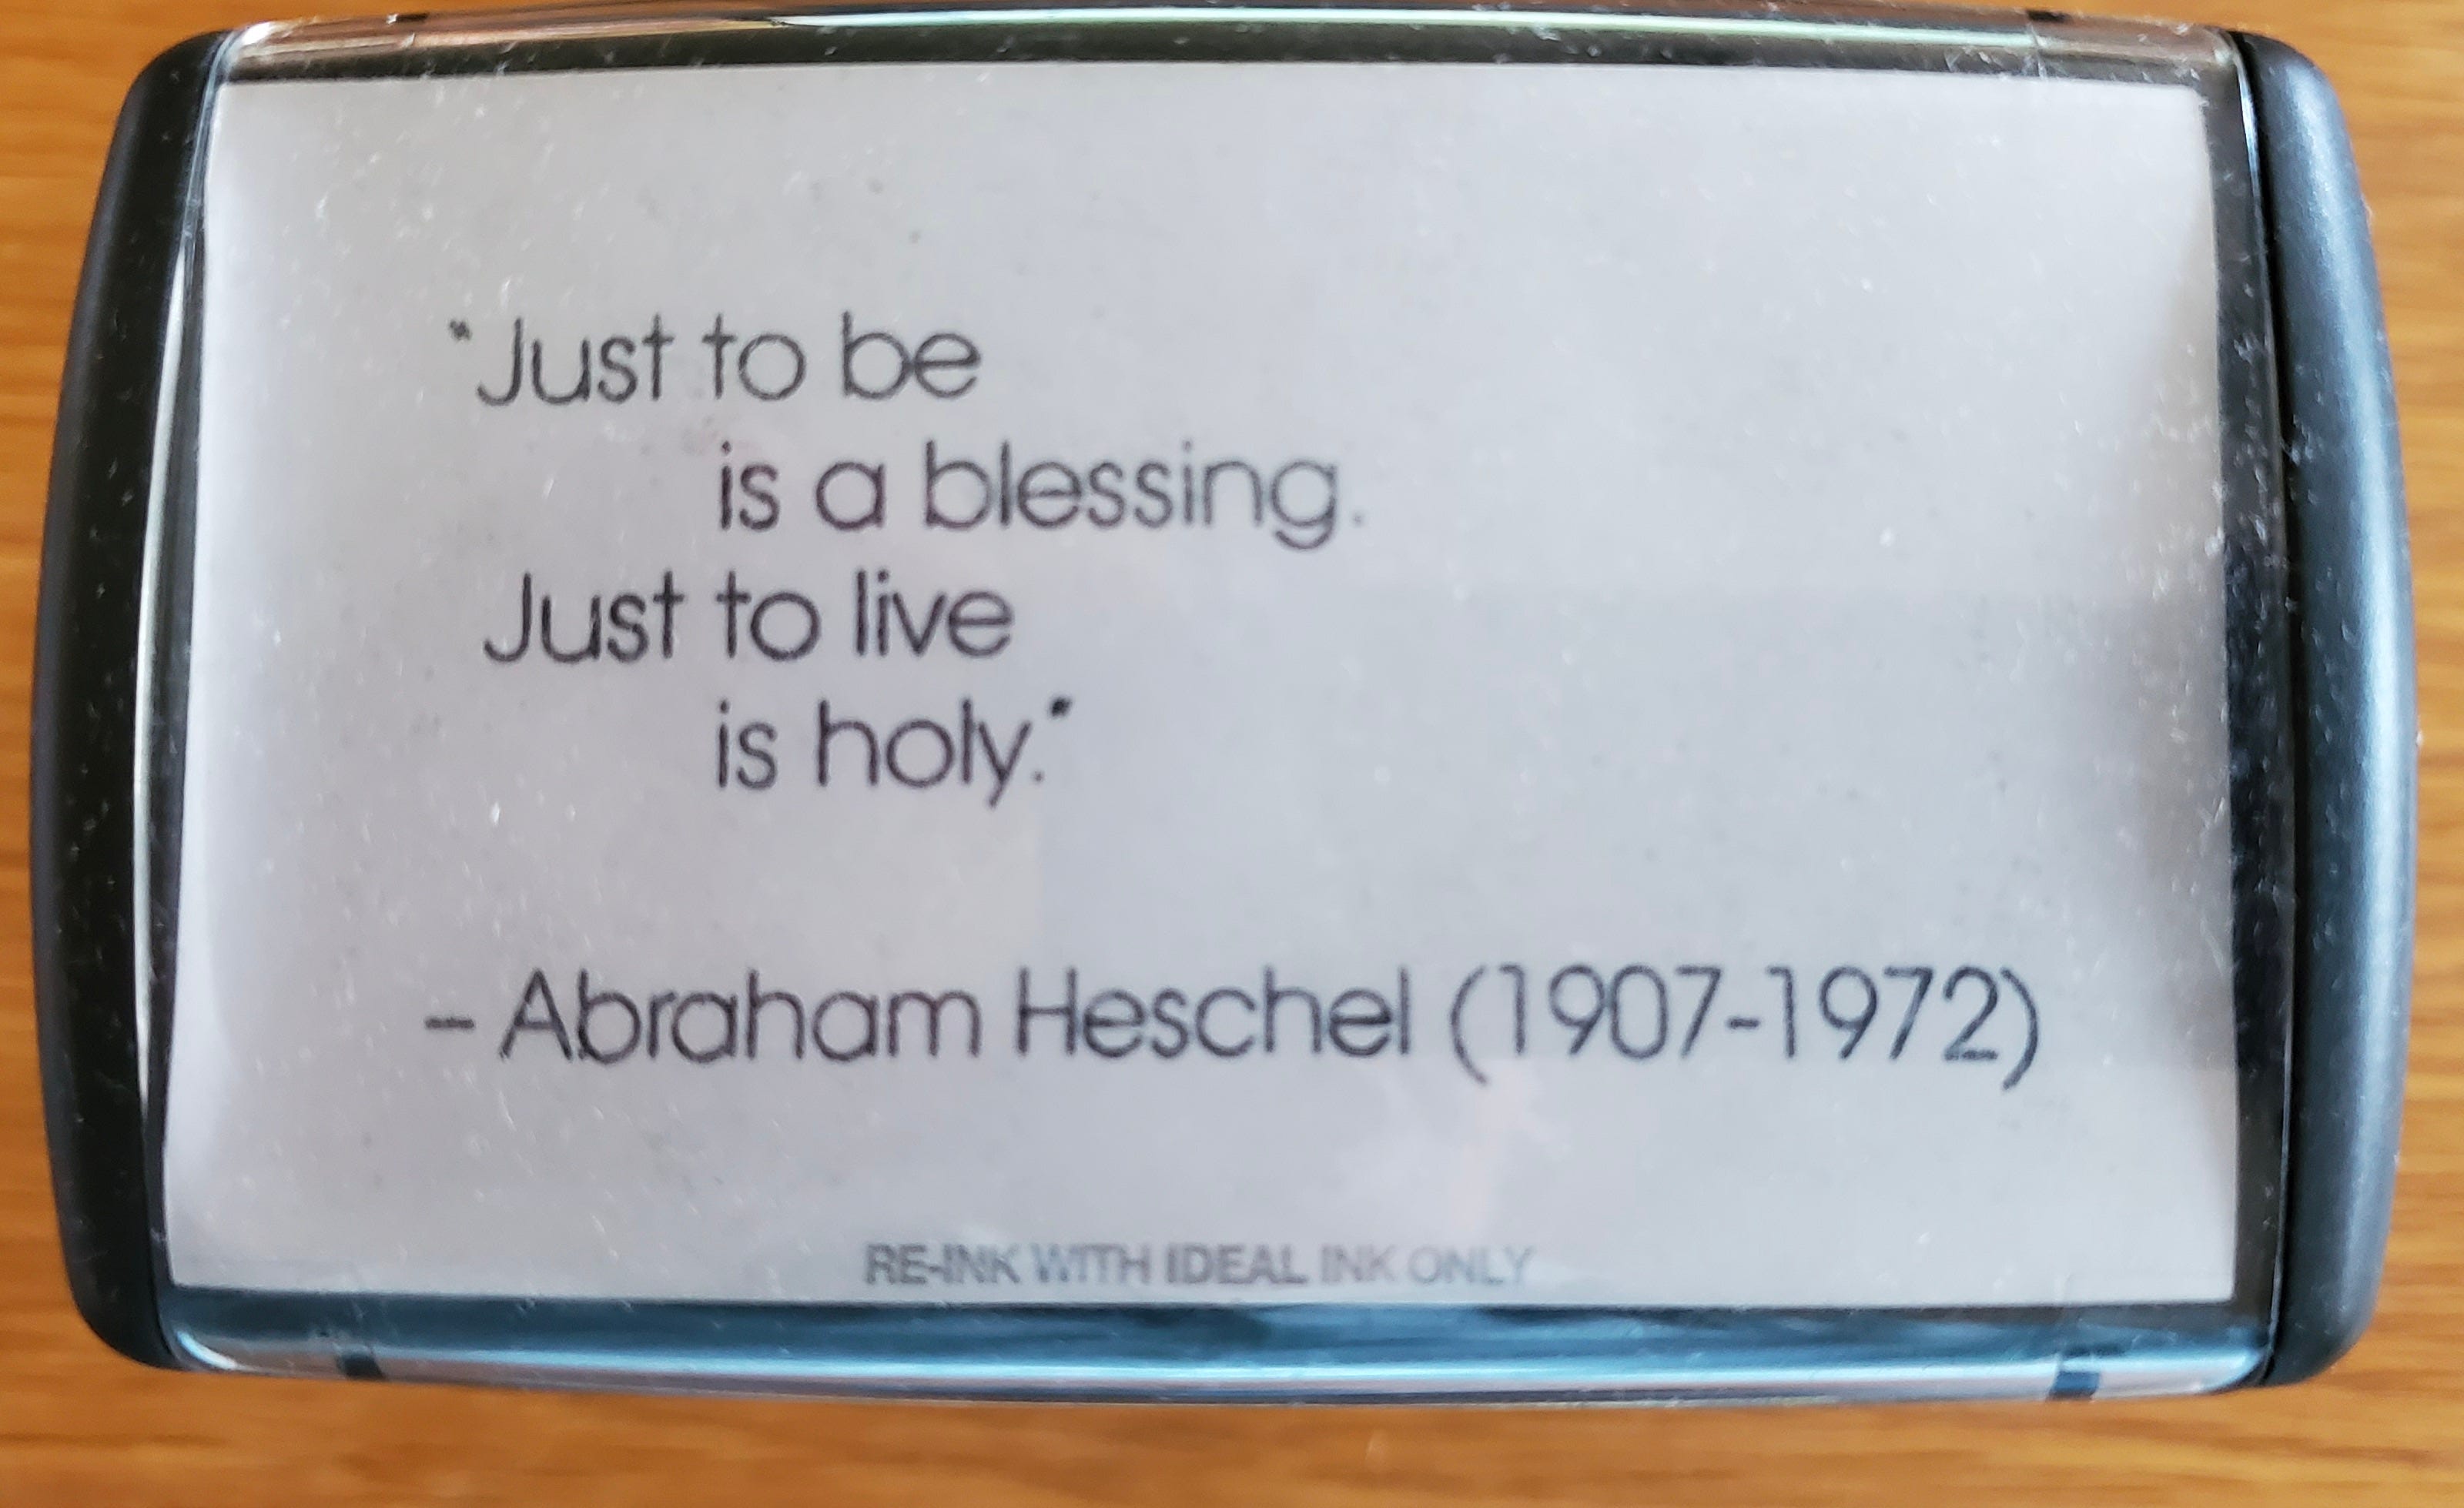 "Just to be
is a blessing.
Just to live
is holy."
– Abraham Heschel (1907-1972)
RE-INK WITH IDEAL INK ONLY